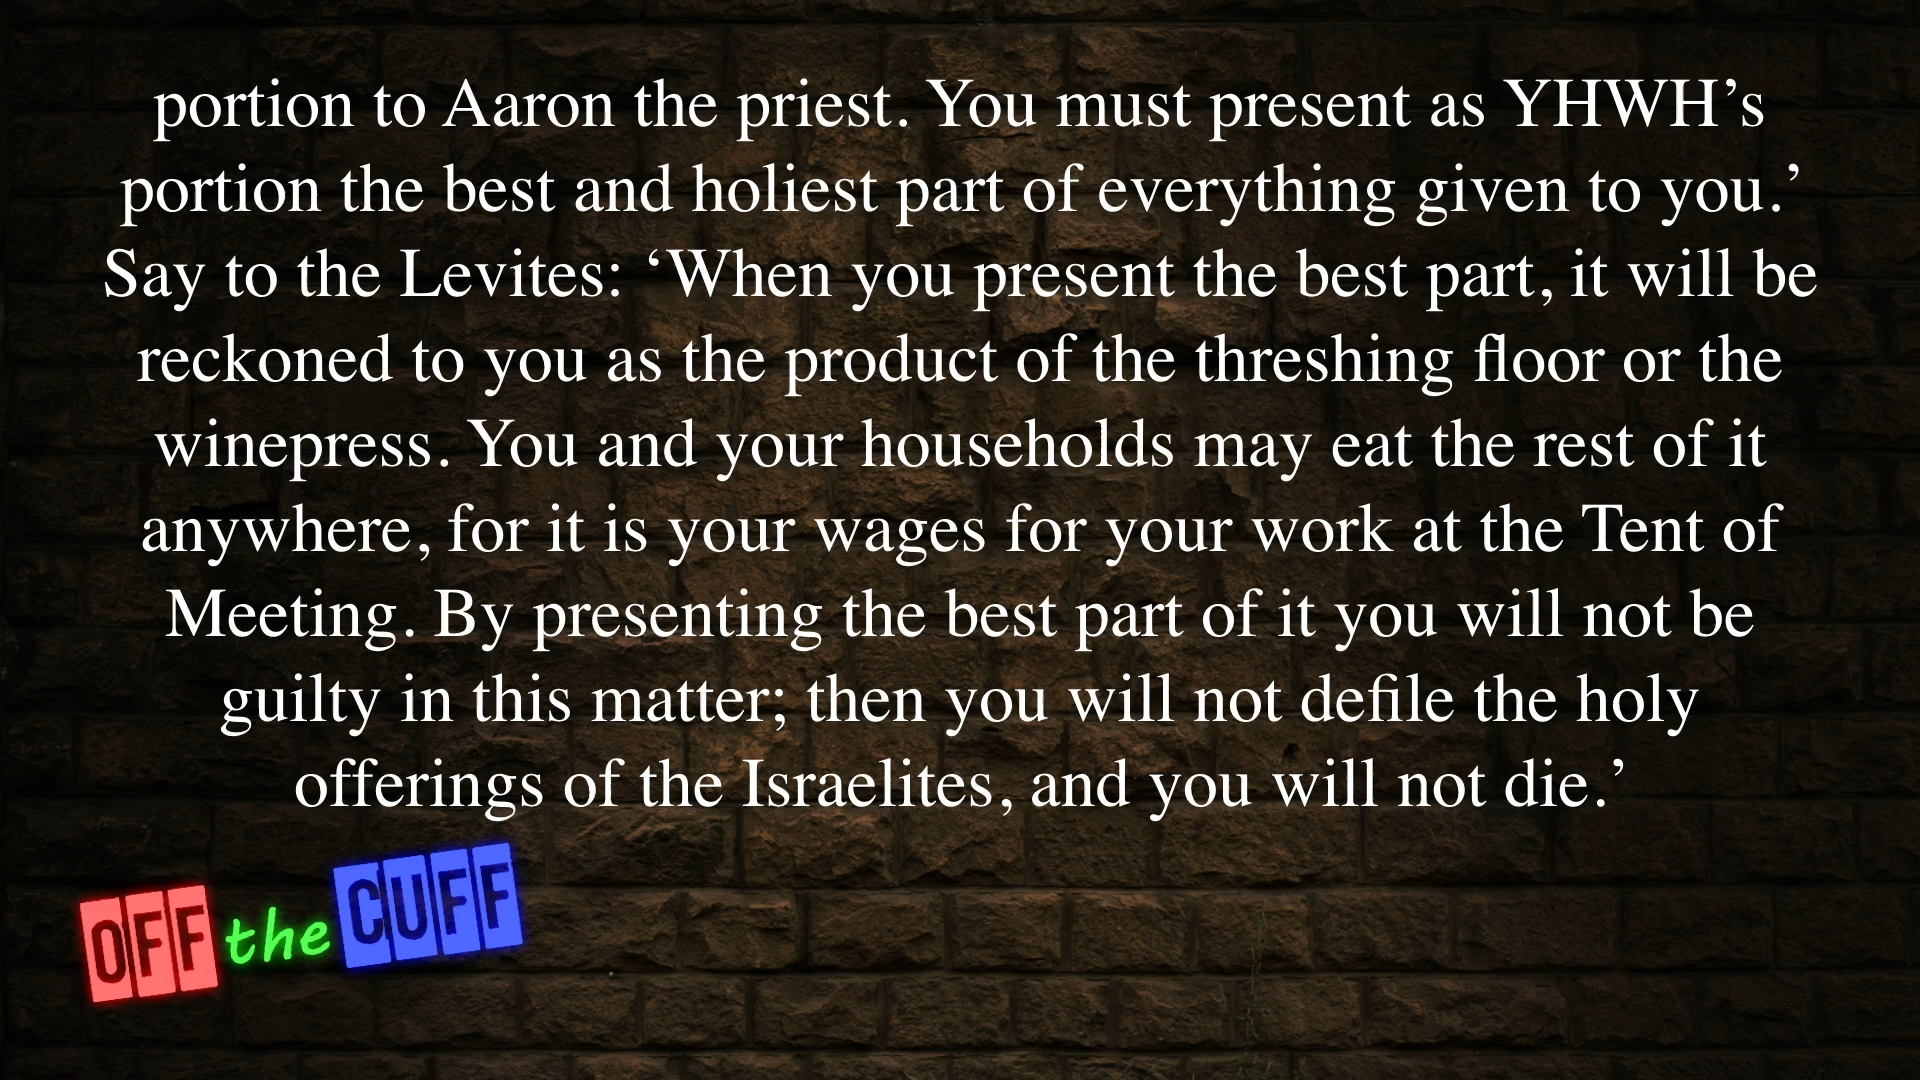 portion to Aaron the priest. You must present as YHWH’s
portion the best and holiest part of everything given to you.’
Say to the Levites: ‘When you present the best part, it will be
reckoned to you as the product of the threshing floor or the
winepress. You and your households may eat the rest of it
anywhere, for it is your wages for your work at the Tent of
Meeting. By presenting the best part of it you will not be
guilty in this matter; then you will not defile the holy
offerings of the Israelites, and you will not die.’
OFF the CUFF